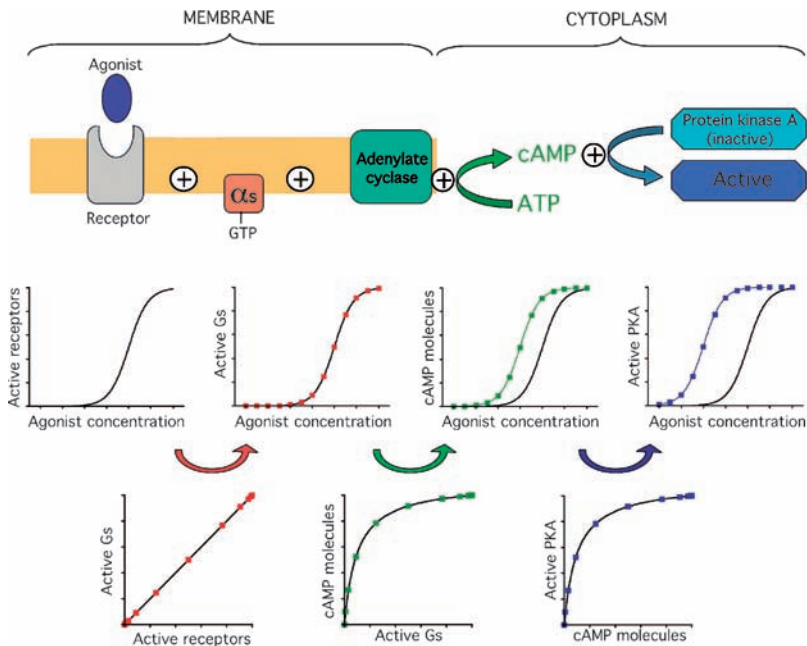 MEMBRANE
CYTOPLASM
Agonist
Receptor
αs
GTP
Adenylate
cyclase
cAMP
ATP
Protein kinase A
(inactive)
Active
Active receptors
Agonist concentration
Active Gs
Agonist concentration
cAMP molecules
Agonist concentration
Active PKA
Agonist concentration
Active Gs
Active receptors
cAMP molecules
Active Gs
Active PKA
cAMP molecules